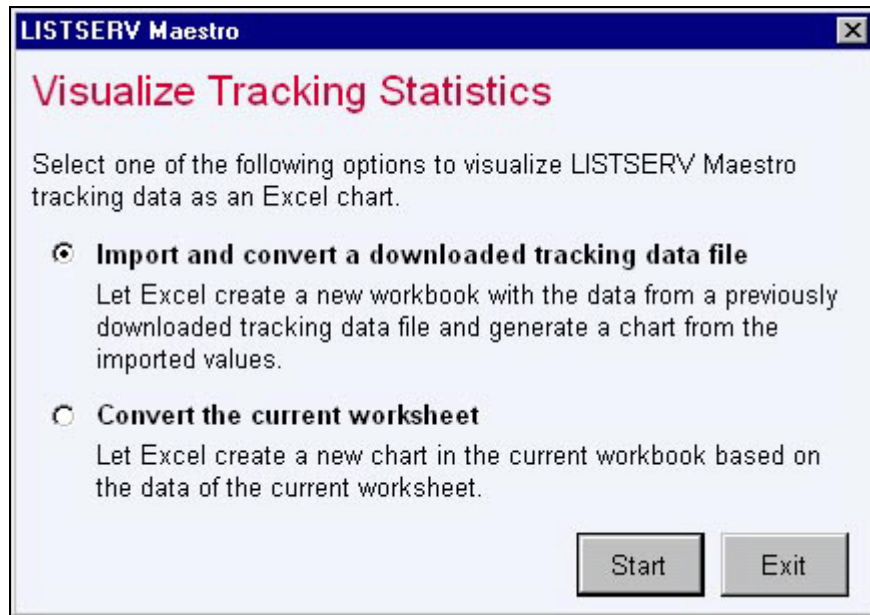 LISTSERV Maestro
Visualize Tracking Statistics
Select one of the following options to visualize LISTSERV Maestro
tracking data as an Excel chart.
Import and convert a downloaded tracking data file
Let Excel create a new workbook with the data from a previously
downloaded tracking data file and generate a chart from the
imported values.
Convert the current worksheet
Let Excel create a new chart in the current workbook based on
the data of the current worksheet.
Start Exit